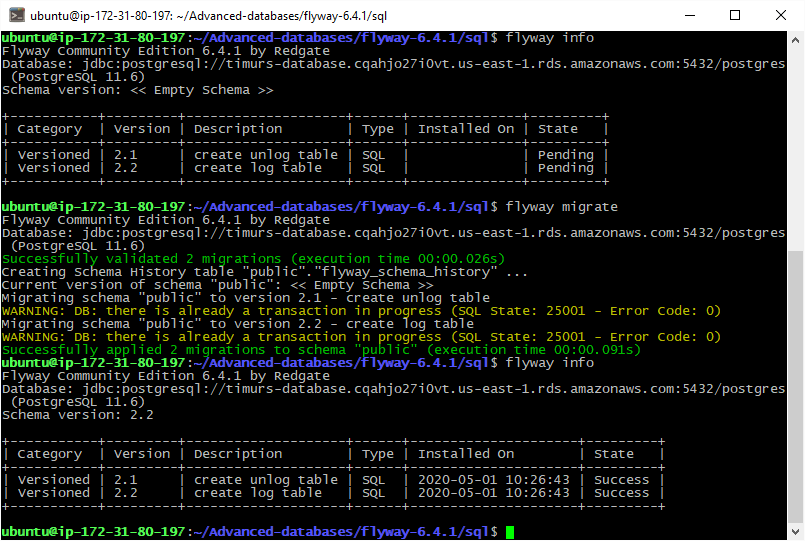 ubuntu@ip-172-31-80-197: ~/Advanced-databases/flyway-6.4.1/sql
ubuntu@ip-172-31-80-197:~/Advanced-databases/flyway-6.4.1/sql$ flyway info
Flyway Community Edition 6.4.1 by Redgate
Database: jdbc:postgresql://timurs-database.cqahjo27i0vt.us-east-1.rds.amazonaws.com:5432/postgres
 (PostgreSQL 11.6)
Schema version: << Empty Schema >>
+-----------+---------+---------------------+------+--------------+---------+
| Category  | Version | Description         | Type | Installed On | State   |
+-----------+---------+---------------------+------+--------------+---------+
| Versioned | 2.1     | create unlog table  | SQL  |              | Pending |
| Versioned | 2.2     | create log table    | SQL  |              | Pending |
+-----------+---------+---------------------+------+--------------+---------+
ubuntu@ip-172-31-80-197:~/Advanced-databases/flyway-6.4.1/sql$ flyway migrate
Flyway Community Edition 6.4.1 by Redgate
Database: jdbc:postgresql://timurs-database.cqahjo27i0vt.us-east-1.rds.amazonaws.com:5432/postgres
 (PostgreSQL 11.6)
Successfully validated 2 migrations (execution time 00:00.026s)
Creating Schema History table "public"."flyway_schema_history" ...
Current version of schema "public": << Empty Schema >>
Migrating schema "public" to version 2.1 - create unlog table
WARNING: DB: there is already a transaction in progress (SQL State: 25001 - Error Code: 0)
Migrating schema "public" to version 2.2 - create log table
WARNING: DB: there is already a transaction in progress (SQL State: 25001 - Error Code: 0)
Successfully applied 2 migrations to schema "public" (execution time 00:00.091s)
ubuntu@ip-172-31-80-197:~/Advanced-databases/flyway-6.4.1/sql$ flyway info
Flyway Community Edition 6.4.1 by Redgate
Database: jdbc:postgresql://timurs-database.cqahjo27i0vt.us-east-1.rds.amazonaws.com:5432/postgres
 (PostgreSQL 11.6)
Schema version: 2.2
+-----------+---------+---------------------+------+---------------------+---------+
| Category  | Version | Description         | Type | Installed On        | State   |
+-----------+---------+---------------------+------+---------------------+---------+
| Versioned | 2.1     | create unlog table  | SQL  | 2020-05-01 10:26:43 | Success |
| Versioned | 2.2     | create log table    | SQL  | 2020-05-01 10:26:43 | Success |
+-----------+---------+---------------------+------+---------------------+---------+
ubuntu@ip-172-31-80-197:~/Advanced-databases/flyway-6.4.1/sql$